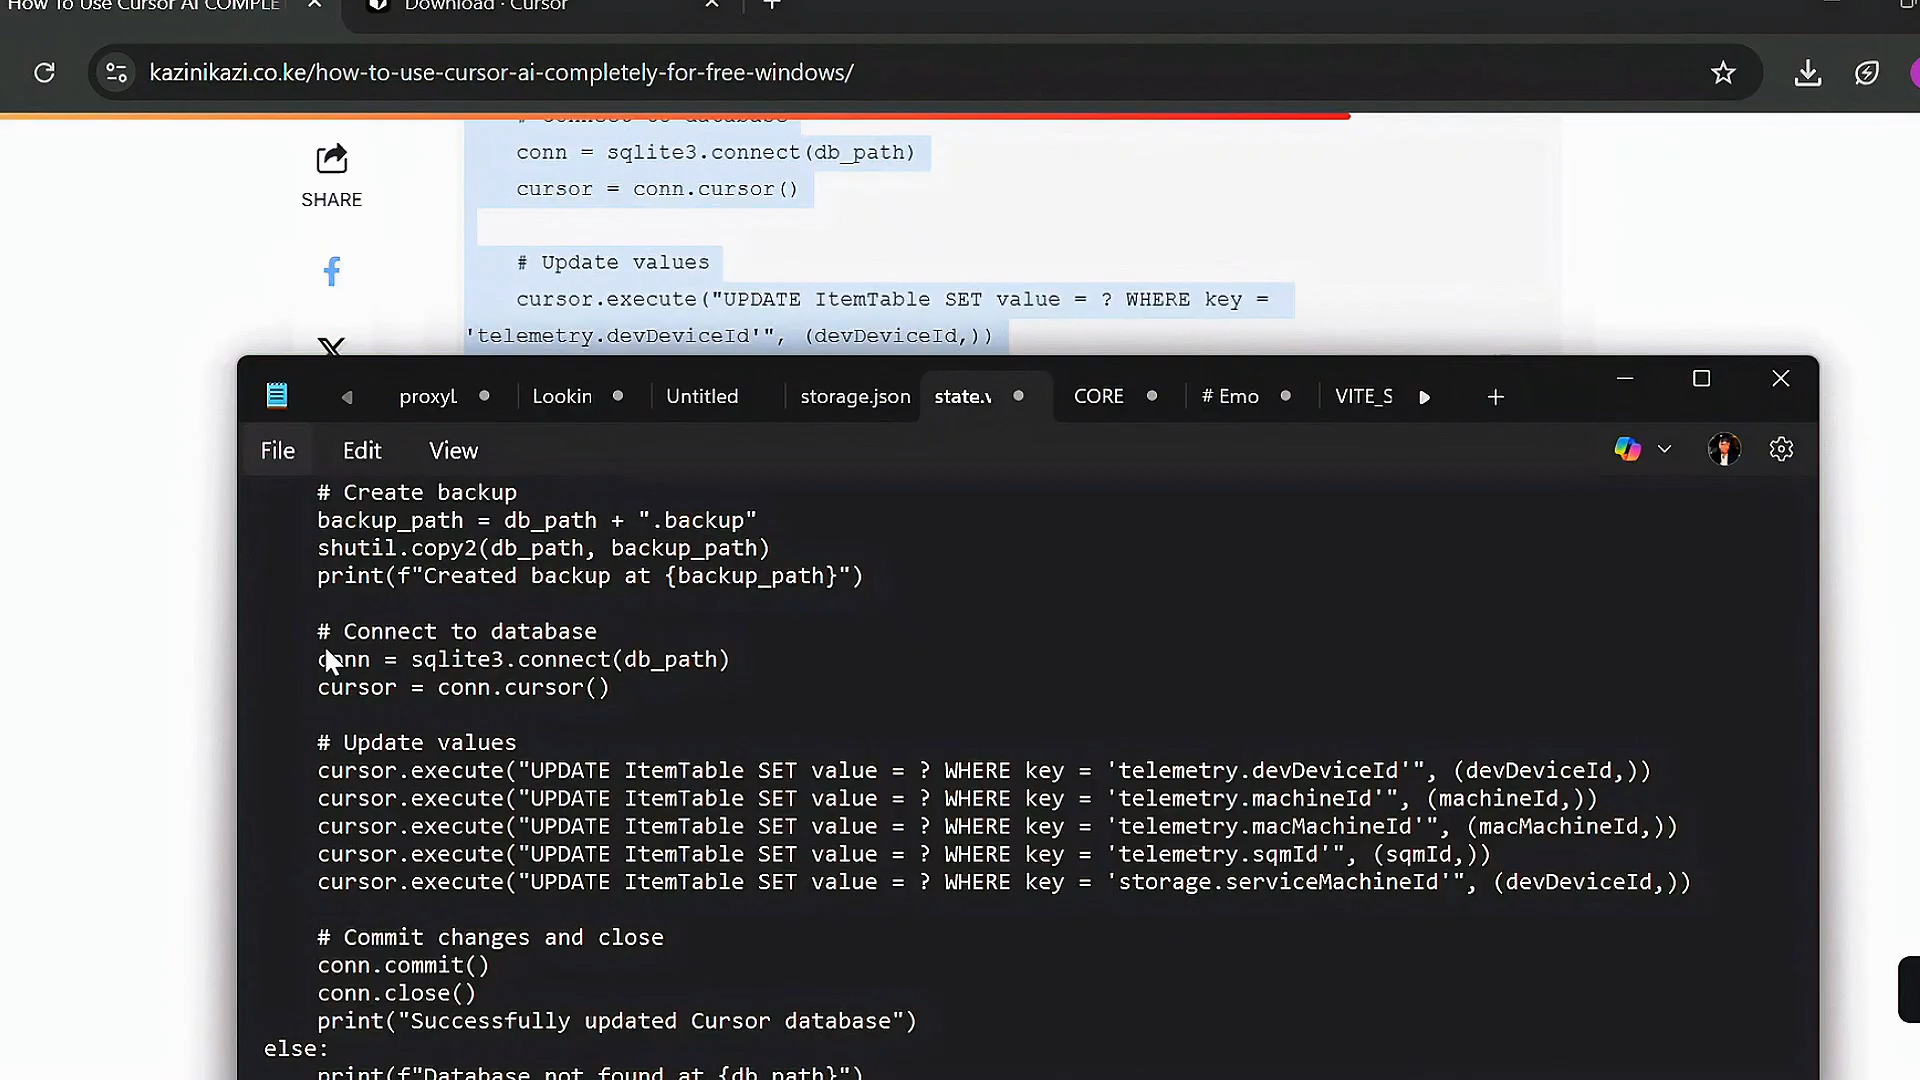 How To Use Cursor AI COMPLE
Download · Cursor
kazinikazi.co.ke/how-to-use-cursor-ai-completely-for-free-windows/
# Connect to database
conn = sqlite3.connect(db_path)
cursor = conn.cursor()
SHARE
# Update values
cursor.execute("UPDATE ItemTable SET value = ? WHERE key =
'telemetry.devDeviceId'", (devDeviceId,))
proxyl
Lookin
Untitled
storage.json
state.v
CORE
# Emo
VITE_S
File
Edit
View
# Create backup
backup_path = db_path + ".backup"
shutil.copy2(db_path, backup_path)
print(f"Created backup at {backup_path}")
# Connect to database
conn = sqlite3.connect(db_path)
cursor = conn.cursor()
# Update values
cursor.execute("UPDATE ItemTable SET value = ? WHERE key = 'telemetry.devDeviceId'", (devDeviceId,))
cursor.execute("UPDATE ItemTable SET value = ? WHERE key = 'telemetry.machineId'", (machineId,))
cursor.execute("UPDATE ItemTable SET value = ? WHERE key = 'telemetry.macMachineId'", (macMachineId,))
cursor.execute("UPDATE ItemTable SET value = ? WHERE key = 'telemetry.sqmId'", (sqmId,))
cursor.execute("UPDATE ItemTable SET value = ? WHERE key = 'storage.serviceMachineId'", (devDeviceId,))
# Commit changes and close
conn.commit()
conn.close()
print("Successfully updated Cursor database")
else:
print(f"Database not found at {db_path}")